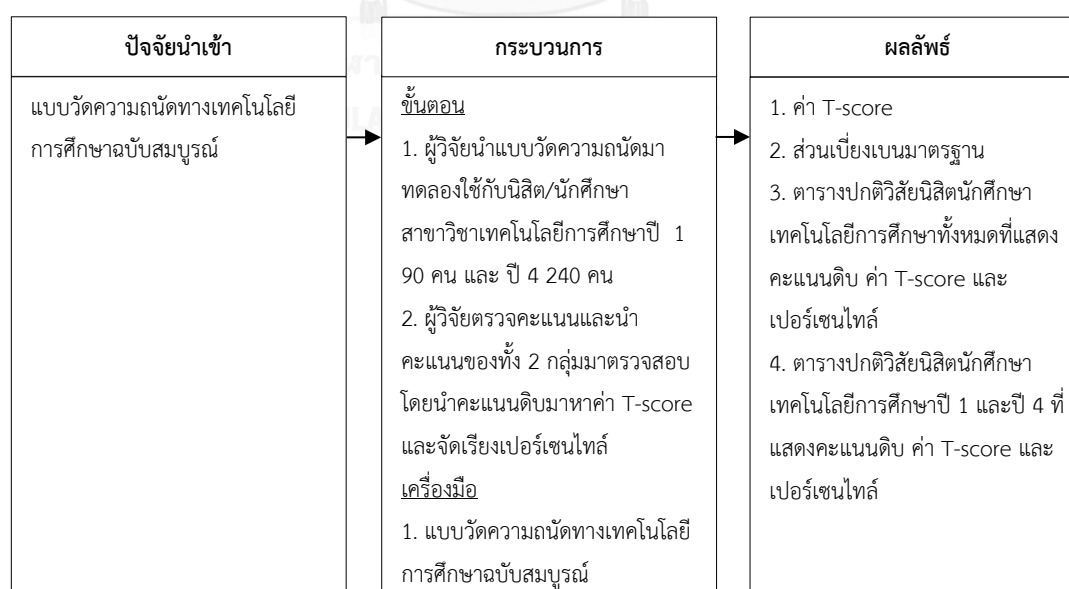 ปัจจัยนำเข้า
แบบวัดความถนัดทางเทคโนโลยี
การศึกษาฉบับสมบูรณ์
กระบวนการ
ขั้นตอน
1. ผู้วิจัยนำแบบวัดความถนัดมา
ทดลองใช้กับนิสิต/นักศึกษา
สาขาวิชาเทคโนโลยีการศึกษาปี 1
90 คน และ ปี 4 240 คน
2. ผู้วิจัยตรวจคะแนนและนำ
คะแนนของทั้ง 2 กลุ่มมาตรวจสอบ
โดยนำคะแนนดิบมาหาค่า T-score
และจัดเรียงเปอร์เซนไทล์
เครื่องมือ
1. แบบวัดความถนัดทางเทคโนโลยี
การศึกษาฉบับสมบูรณ์
ผลลัพธ์
1. ค่า T-score
2. ส่วนเบี่ยงเบนมาตรฐาน
3. ตารางปกติวิสัยนิสิตนักศึกษา
เทคโนโลยีการศึกษาทั้งหมดที่แสดง
คะแนนดิบ ค่า T-score และ
เปอร์เซนไทล์
4. ตารางปกติวิสัยนิสิตนักศึกษา
เทคโนโลยีการศึกษาปี 1 และปี 4 ที่
แสดงคะแนนดิบ ค่า T-score และ
เปอร์เซนไทล์